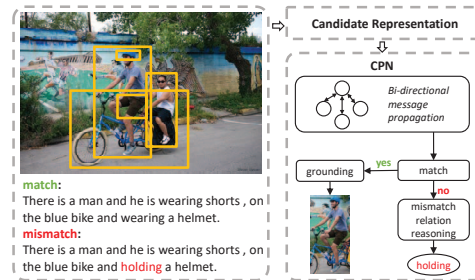 Candidate Representation
CPN
Bi-directional
message
propagation
yes
grounding
match
no
mismatch
relation
reasoning
holding
match:
There is a man and he is wearing shorts , on
the blue bike and wearing a helmet.
mismatch:
There is a man and he is wearing shorts , on
the blue bike and holding a helmet.